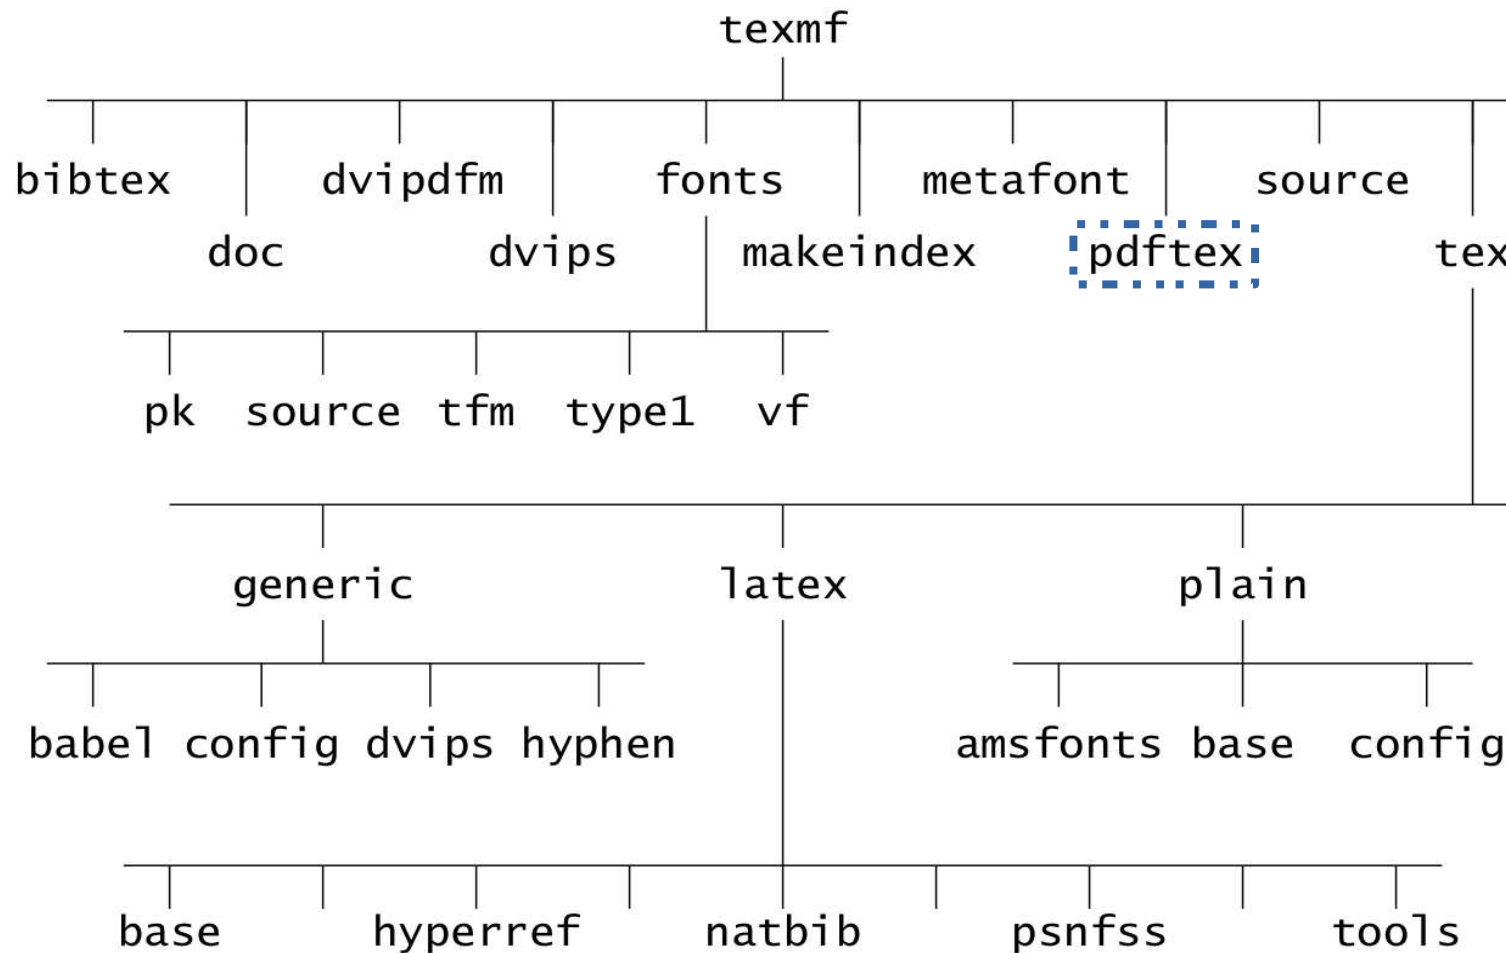 texmf
bibtex dvipdfm fonts metafont source
doc dvips makeindex pdftex tex
pk source tfm type1 vf
generic latex plain
babel config dvips hyphen amsfonts base config
base hyperref natbib psnfss tools